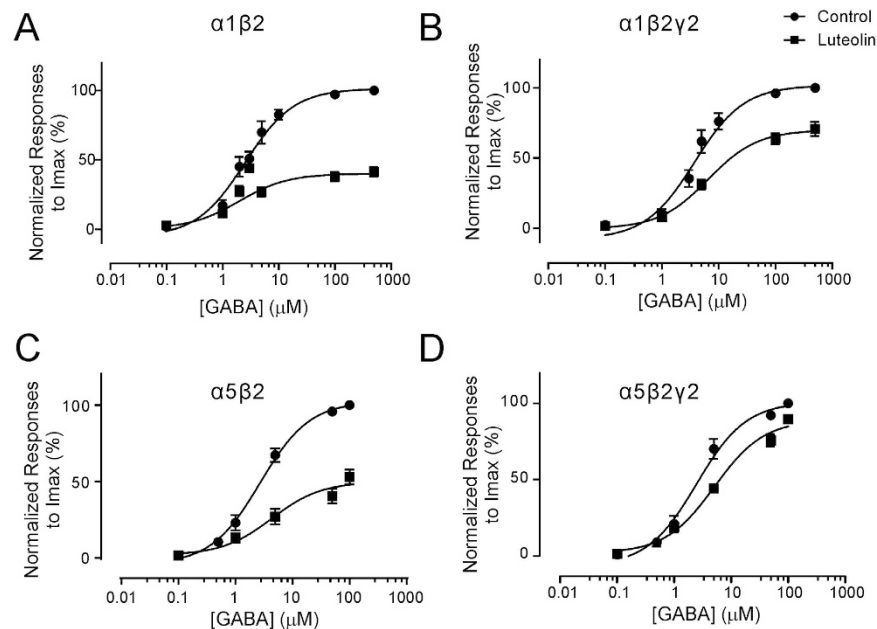 A
α1β2
Normalized Responses
to Imax (%)
100
50
0
0.01
0.1
1
10
100
1000
[GABA] (μM)
B
α1β2γ2
Control
Luteolin
Normalized Responses
to Imax (%)
100
50
0
0.01
0.1
1
10
100
1000
[GABA] (μM)
C
α5β2
Normalized Responses
to Imax (%)
100
50
0
0.01
0.1
1
10
100
1000
[GABA] (μM)
D
α5β2γ2
Normalized Responses
to Imax (%)
100
50
0
0.01
0.1
1
10
100
1000
[GABA] (μM)